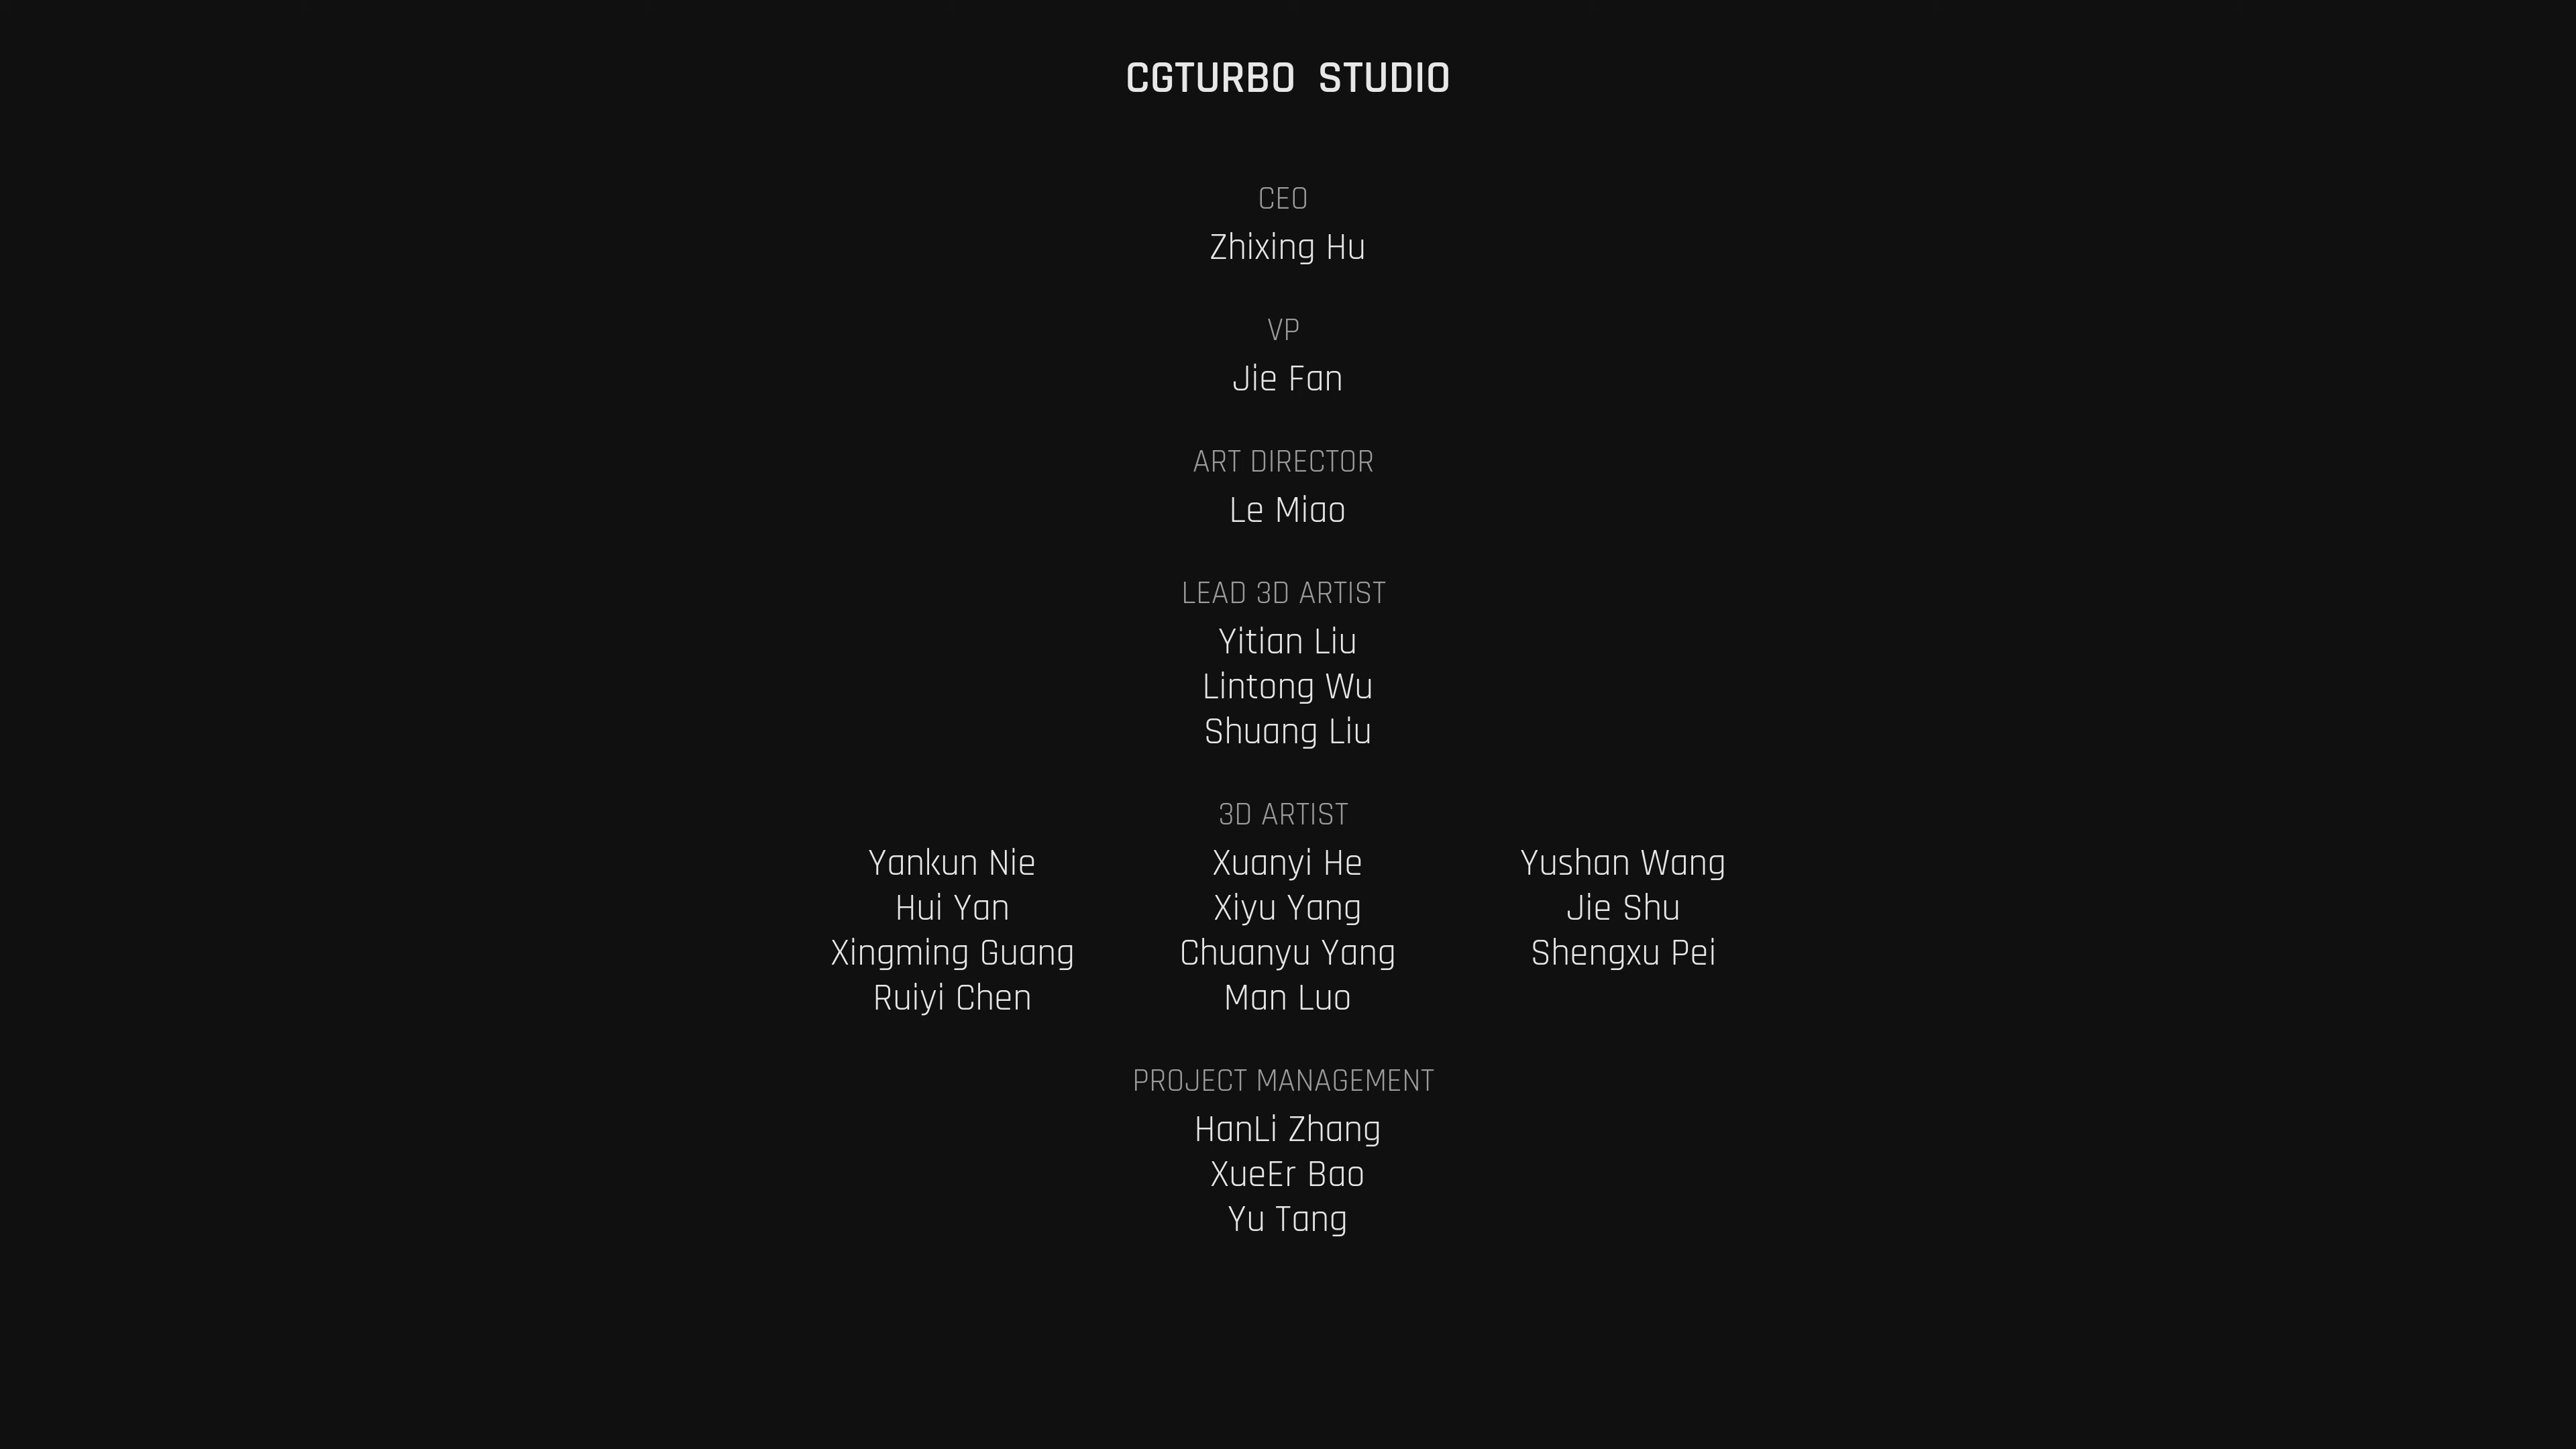 CGTURBO STUDIO
CEO
Zhixing Hu
VP
Jie Fan
ART DIRECTOR
Le Miao
LEAD 3D ARTIST
Yitian Liu
Lintong Wu
Shuang Liu
3D ARTIST
Yankun Nie Xuanyi He Yushan Wang
Hui Yan Xiyu Yang Jie Shu
Xingming Guang Chuanyu Yang Shengxu Pei
Ruiyi Chen Man Luo
PROJECT MANAGEMENT
HanLi Zhang
XueEr Bao
Yu Tang